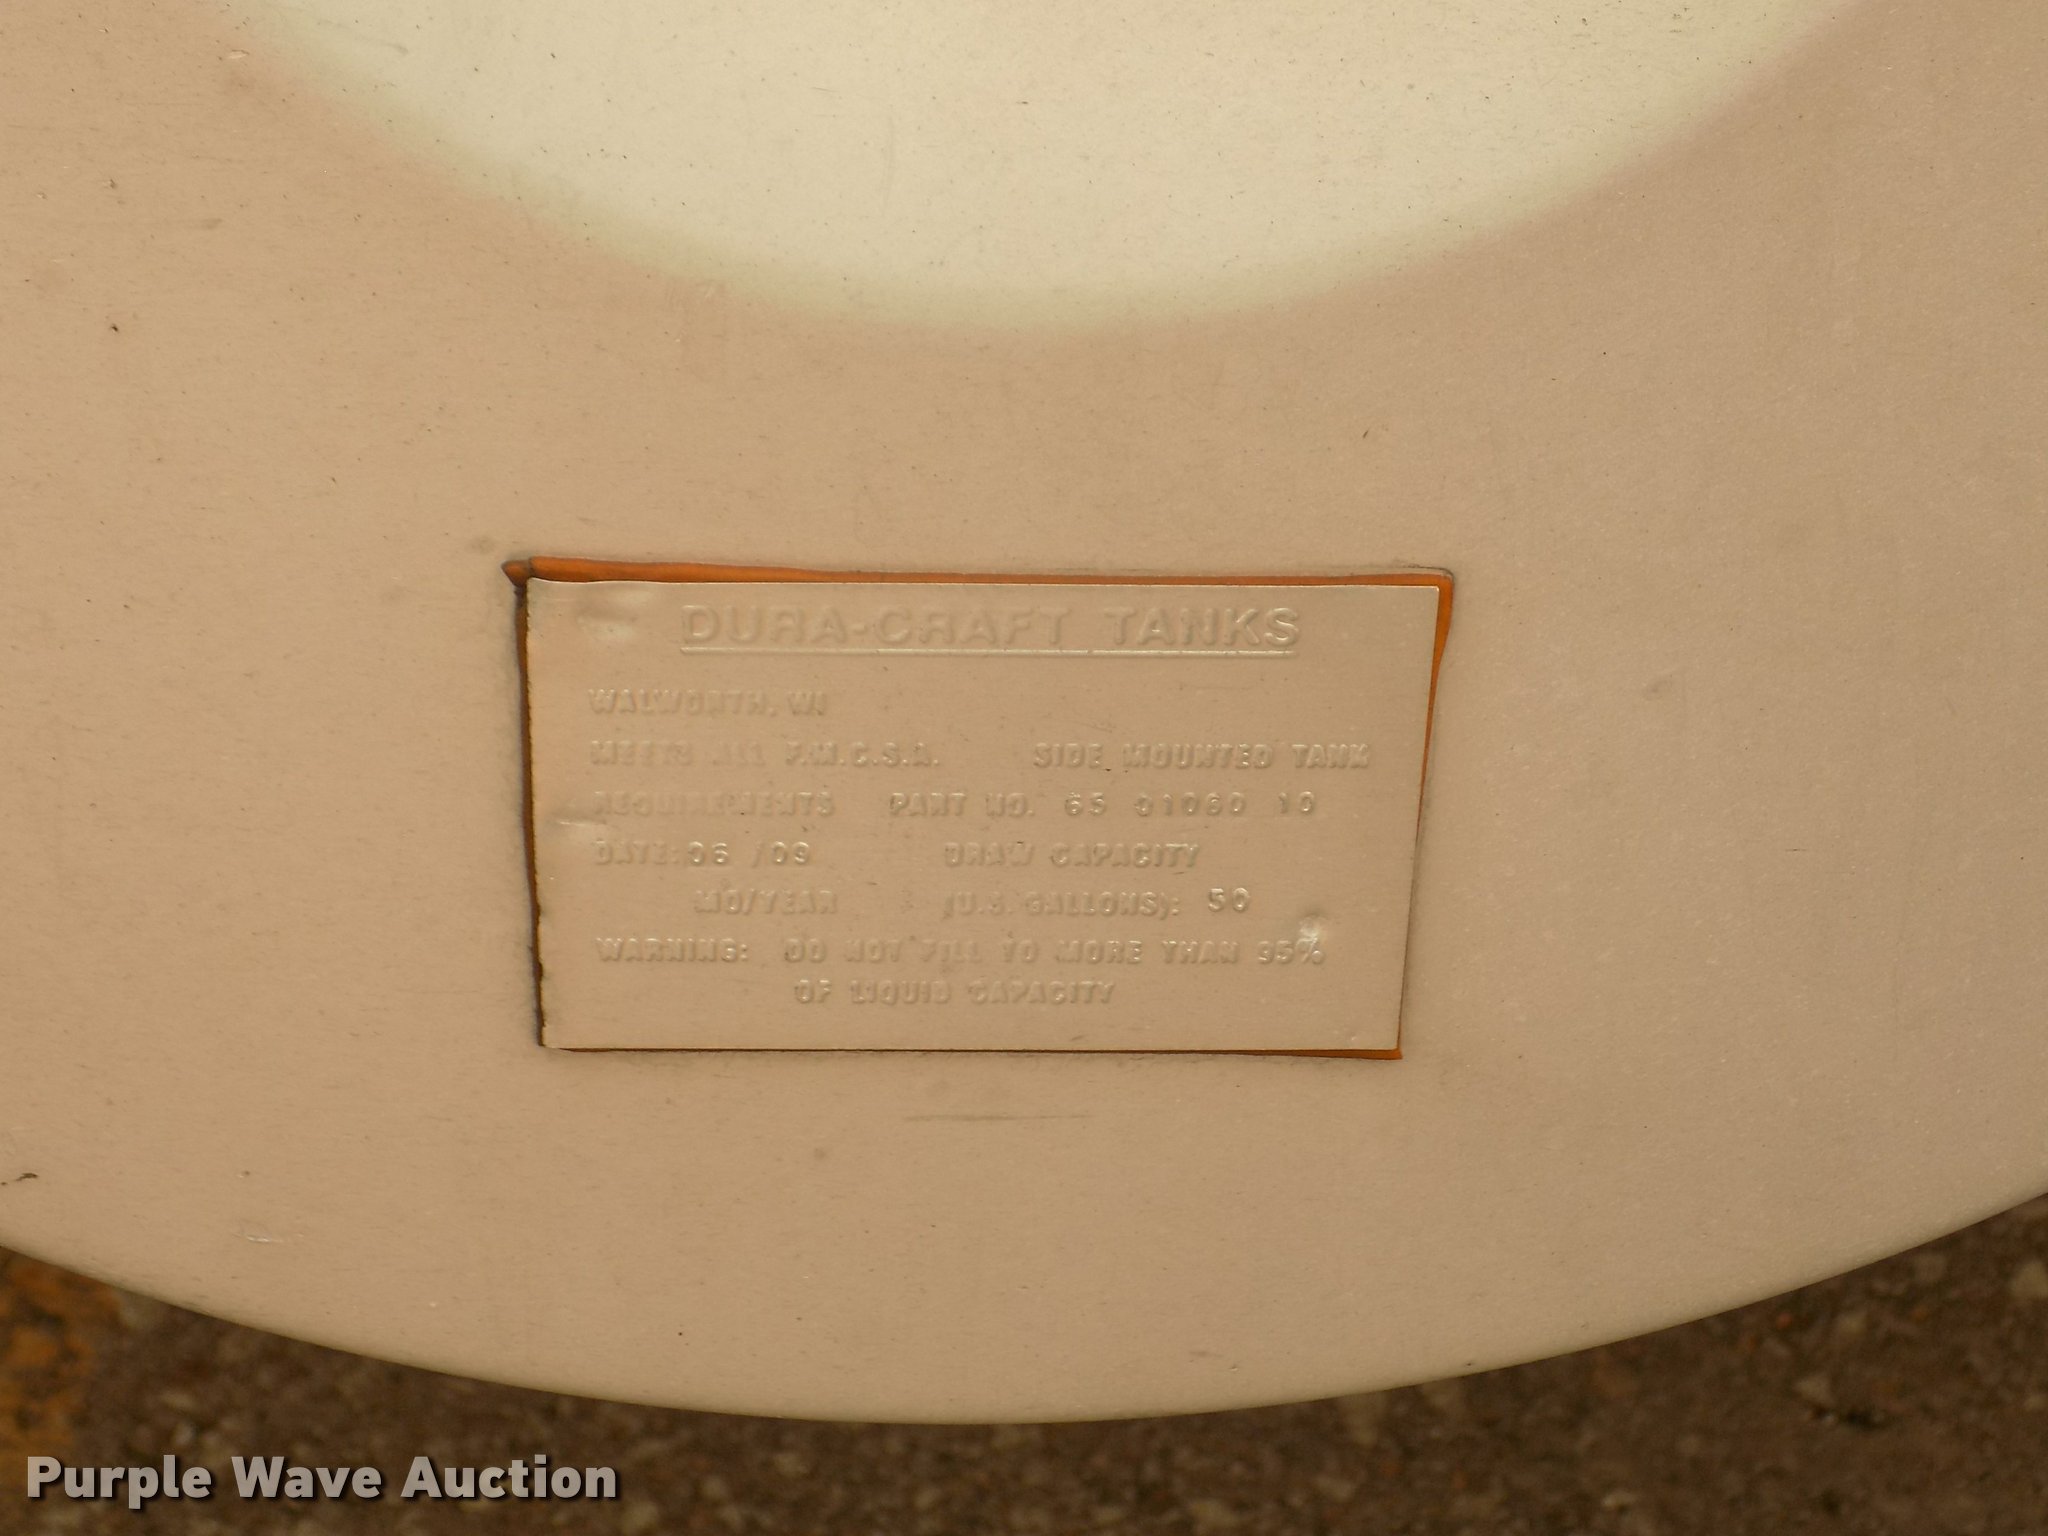 DURA-CRAFT TANKS
WALWORTH, WI
MEETS ALL F.M.C.S.A. SIDE MOUNTED TANK
REQUIREMENTS PART NO. 65 01060 10
DATE: 06 /09 DRAW CAPACITY
MO/YEAR (U.S. GALLONS): 50
WARNING: DO NOT FILL TO MORE THAN 95%
OF LIQUID CAPACITY
Purple Wave Auction